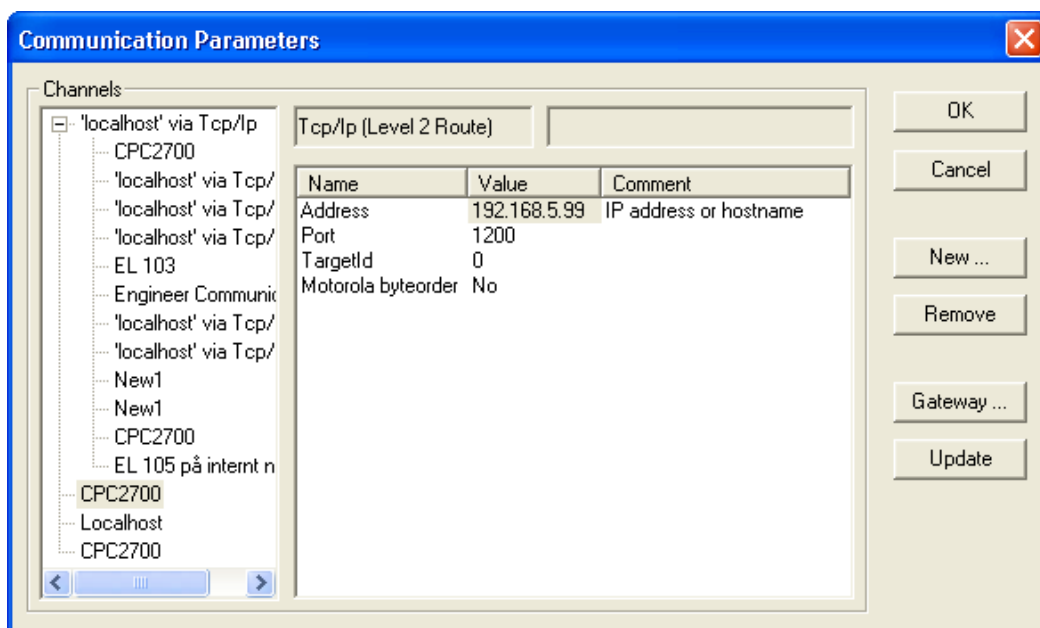 Communication Parameters
Channels
'localhost' via Tcp/Ip
CPC2700
'localhost' via Tcp/
'localhost' via Tcp/
'localhost' via Tcp/
EL 103
Engineer Communic
'localhost' via Tcp/
'localhost' via Tcp/
New1
New1
CPC2700
EL 105 på internt n
CPC2700
Localhost
CPC2700
Tcp/Ip (Level 2 Route)
Name Value Comment
Address 192.168.5.99 IP address or hostname
Port 1200
TargetId 0
Motorola byteorder No
OK
Cancel
New ...
Remove
Gateway ...
Update